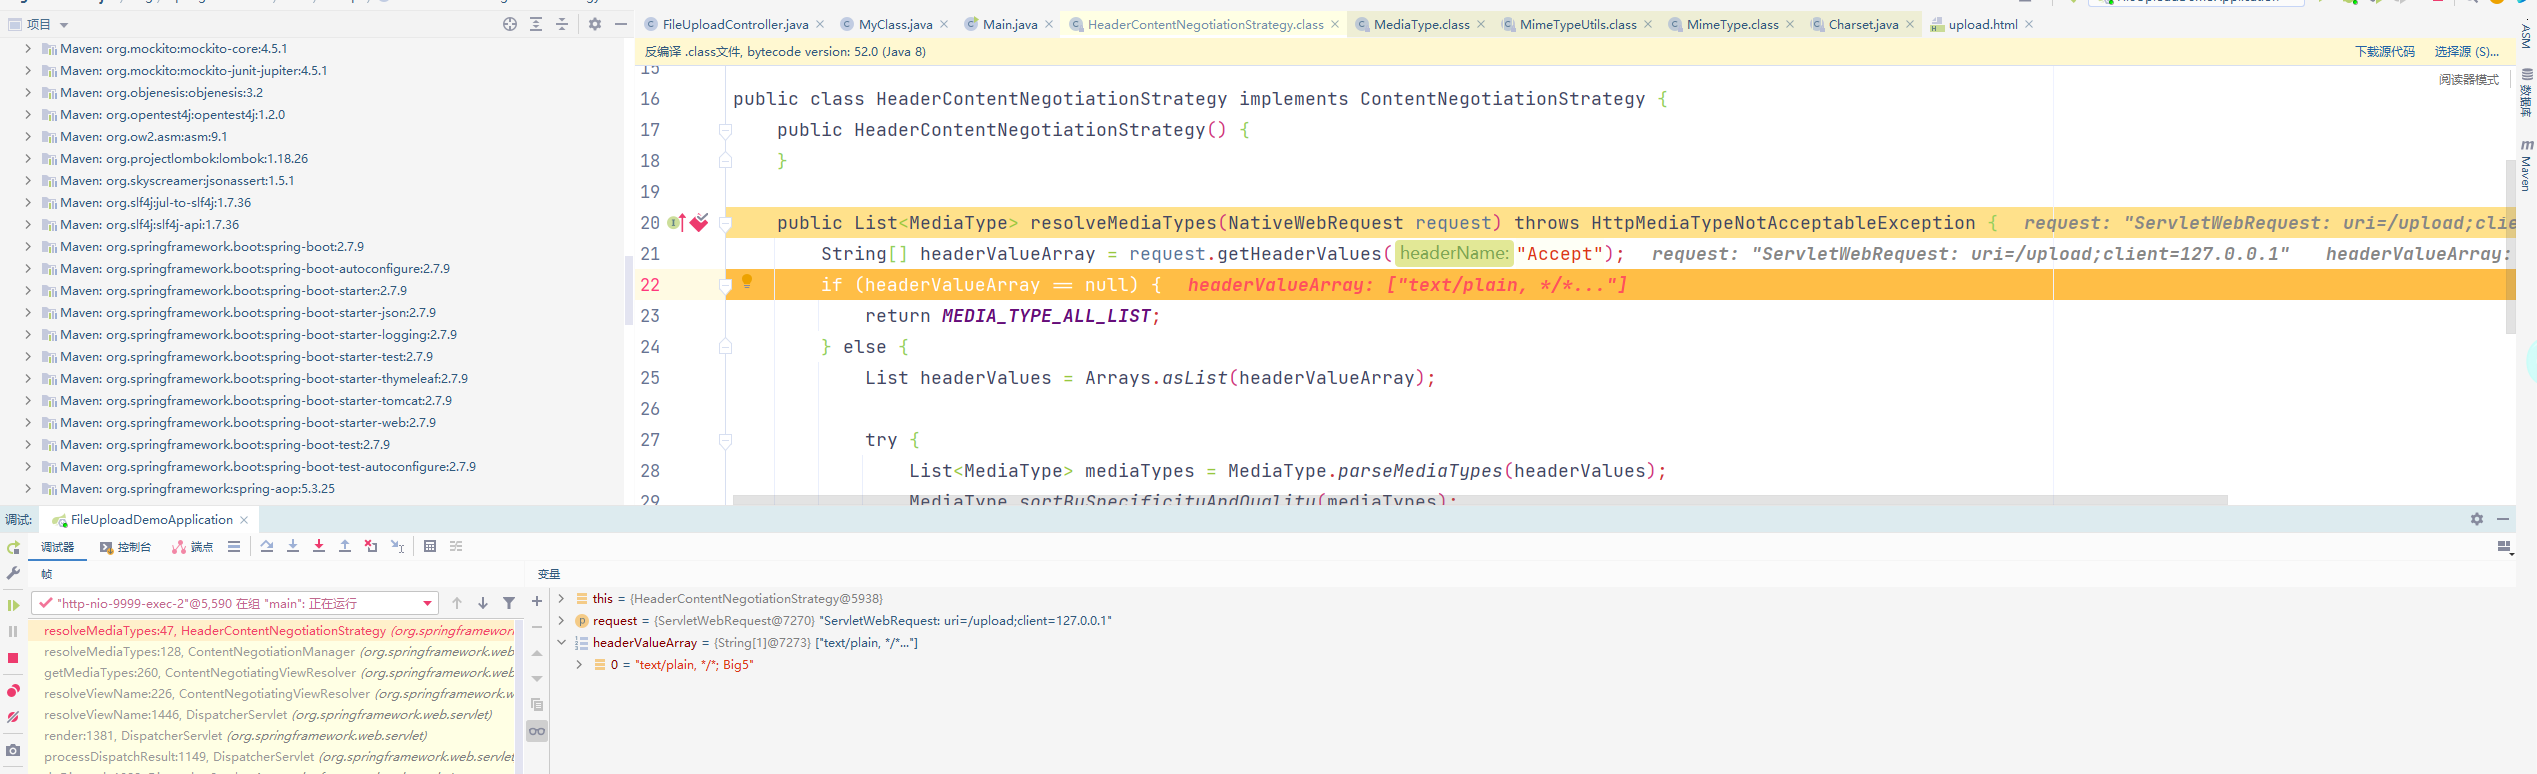 项目
FileUploadController.java
MyClass.java
Main.java
HeaderContentNegotiationStrategy.class
MediaType.class
MimeTypeUtils.class
MimeType.class
Charset.java
upload.html
Maven: org.mockito:mockito-core:4.5.1
Maven: org.mockito:mockito-junit-jupiter:4.5.1
Maven: org.objenesis:objenesis:3.2
Maven: org.opentest4j:opentest4j:1.2.0
Maven: org.ow2.asm:asm:9.1
Maven: org.projectlombok:lombok:1.18.26
Maven: org.skyscreamer:jsonassert:1.5.1
Maven: org.slf4j:jul-to-slf4j:1.7.36
Maven: org.slf4j:slf4j-api:1.7.36
Maven: org.springframework.boot:spring-boot:2.7.9
Maven: org.springframework.boot:spring-boot-autoconfigure:2.7.9
Maven: org.springframework.boot:spring-boot-starter:2.7.9
Maven: org.springframework.boot:spring-boot-starter-json:2.7.9
Maven: org.springframework.boot:spring-boot-starter-logging:2.7.9
Maven: org.springframework.boot:spring-boot-starter-test:2.7.9
Maven: org.springframework.boot:spring-boot-starter-thymeleaf:2.7.9
Maven: org.springframework.boot:spring-boot-starter-tomcat:2.7.9
Maven: org.springframework.boot:spring-boot-starter-web:2.7.9
Maven: org.springframework.boot:spring-boot-test:2.7.9
Maven: org.springframework.boot:spring-boot-test-autoconfigure:2.7.9
Maven: org.springframework:spring-aop:5.3.25
反编译 .class文件, bytecode version: 52.0 (Java 8)
下载源代码
选择源 (S)...
阅读器模式
15
16 public class HeaderContentNegotiationStrategy implements ContentNegotiationStrategy {
17 public HeaderContentNegotiationStrategy() {
18 }
19
20 public List<MediaType> resolveMediaTypes(NativeWebRequest request) throws HttpMediaTypeNotAcceptableException { request: "ServletWebRequest: uri=/upload;clie
21 String[] headerValueArray = request.getHeaderValues( headerName: "Accept"); request: "ServletWebRequest: uri=/upload;client=127.0.0.1" headerValueArray:
22 if (headerValueArray == null) { headerValueArray: ["text/plain, */*..."]
23 return MEDIA_TYPE_ALL_LIST;
24 } else {
25 List headerValues = Arrays.asList(headerValueArray);
26
27 try {
28 List<MediaType> mediaTypes = MediaType.parseMediaTypes(headerValues);
29 MediaType.sortBySpecificityAndQuality(mediaTypes);
ASM
数据库
Maven
调试:
FileUploadDemoApplication
调试器
控制台
端点
帧
"http-nio-9999-exec-2"@5,590 在组 "main": 正在运行
resolveMediaTypes:47, HeaderContentNegotiationStrategy (org.springframework
resolveMediaTypes:128, ContentNegotiationManager (org.springframework.web
getMediaTypes:260, ContentNegotiatingViewResolver (org.springframework.web
resolveViewName:226, ContentNegotiatingViewResolver (org.springframework.w
resolveViewName:1446, DispatcherServlet (org.springframework.web.servlet)
render:1381, DispatcherServlet (org.springframework.web.servlet)
processDispatchResult:1149, DispatcherServlet (org.springframework.web.servlet
变量
this = {HeaderContentNegotiationStrategy@5938}
request = {ServletWebRequest@7270} "ServletWebRequest: uri=/upload;client=127.0.0.1"
headerValueArray = {String[1]@7273} ["text/plain, */*..."]
0 = "text/plain, */*; Big5"